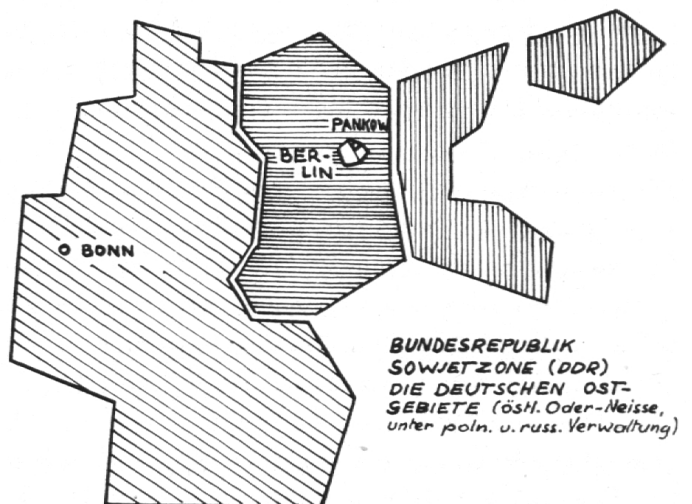 PANKOW
BER-
LIN
BONN
BUNDESREPUBLIK
SOWJETZONE (DDR)
DIE DEUTSCHEN OST-
GEBIETE (östl. Oder-Neisse,
unter poln. u. russ. Verwaltung)